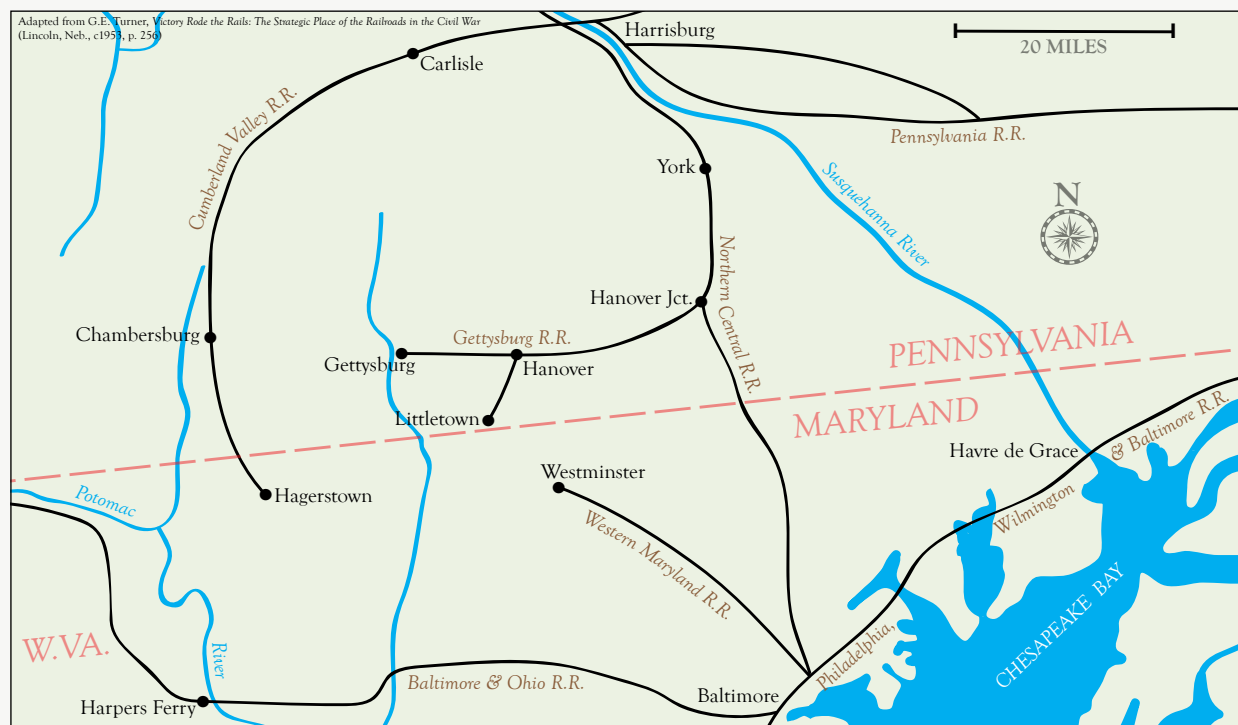 Adapted from G.E. Turner, Victory Rode the Rails: The Strategic Place of the Railroads in the Civil War
(Lincoln, Neb., c1953, p. 256)
Harrisburg
20 MILES
Carlisle
Cumberland Valley R.R.
Pennsylvania R.R.
York
Susquehanna River
N
Northern Central R.R.
Hanover Jct.
Chambersburg
Gettysburg R.R.
PENNSYLVANIA
Gettysburg
Hanover
Littletown
MARYLAND
Havre de Grace
& Baltimore R.R.
Westminster
Hagerstown
Potomac
Wilmington
Western Maryland R.R.
CHESAPEAKE BAY
Philadelphia,
W.VA.
River
Baltimore & Ohio R.R.
Baltimore
Harpers Ferry